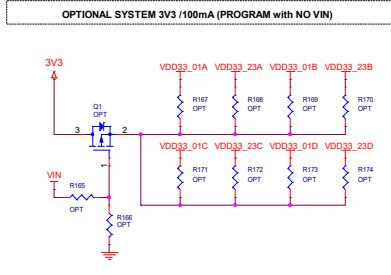 OPTIONAL SYSTEM 3V3 /100mA (PROGRAM with NO VIN)
3V3
VDD33_01A
VDD33_23A
VDD33_01B
VDD33_23B
Q1
OPT
R167
OPT
R168
OPT
R169
OPT
R170
OPT
3
2
1
VDD33_01C
VDD33_23C
VDD33_01D
VDD33_23D
R171
OPT
R172
OPT
R173
OPT
R174
OPT
VIN
R165
OPT
R166
OPT